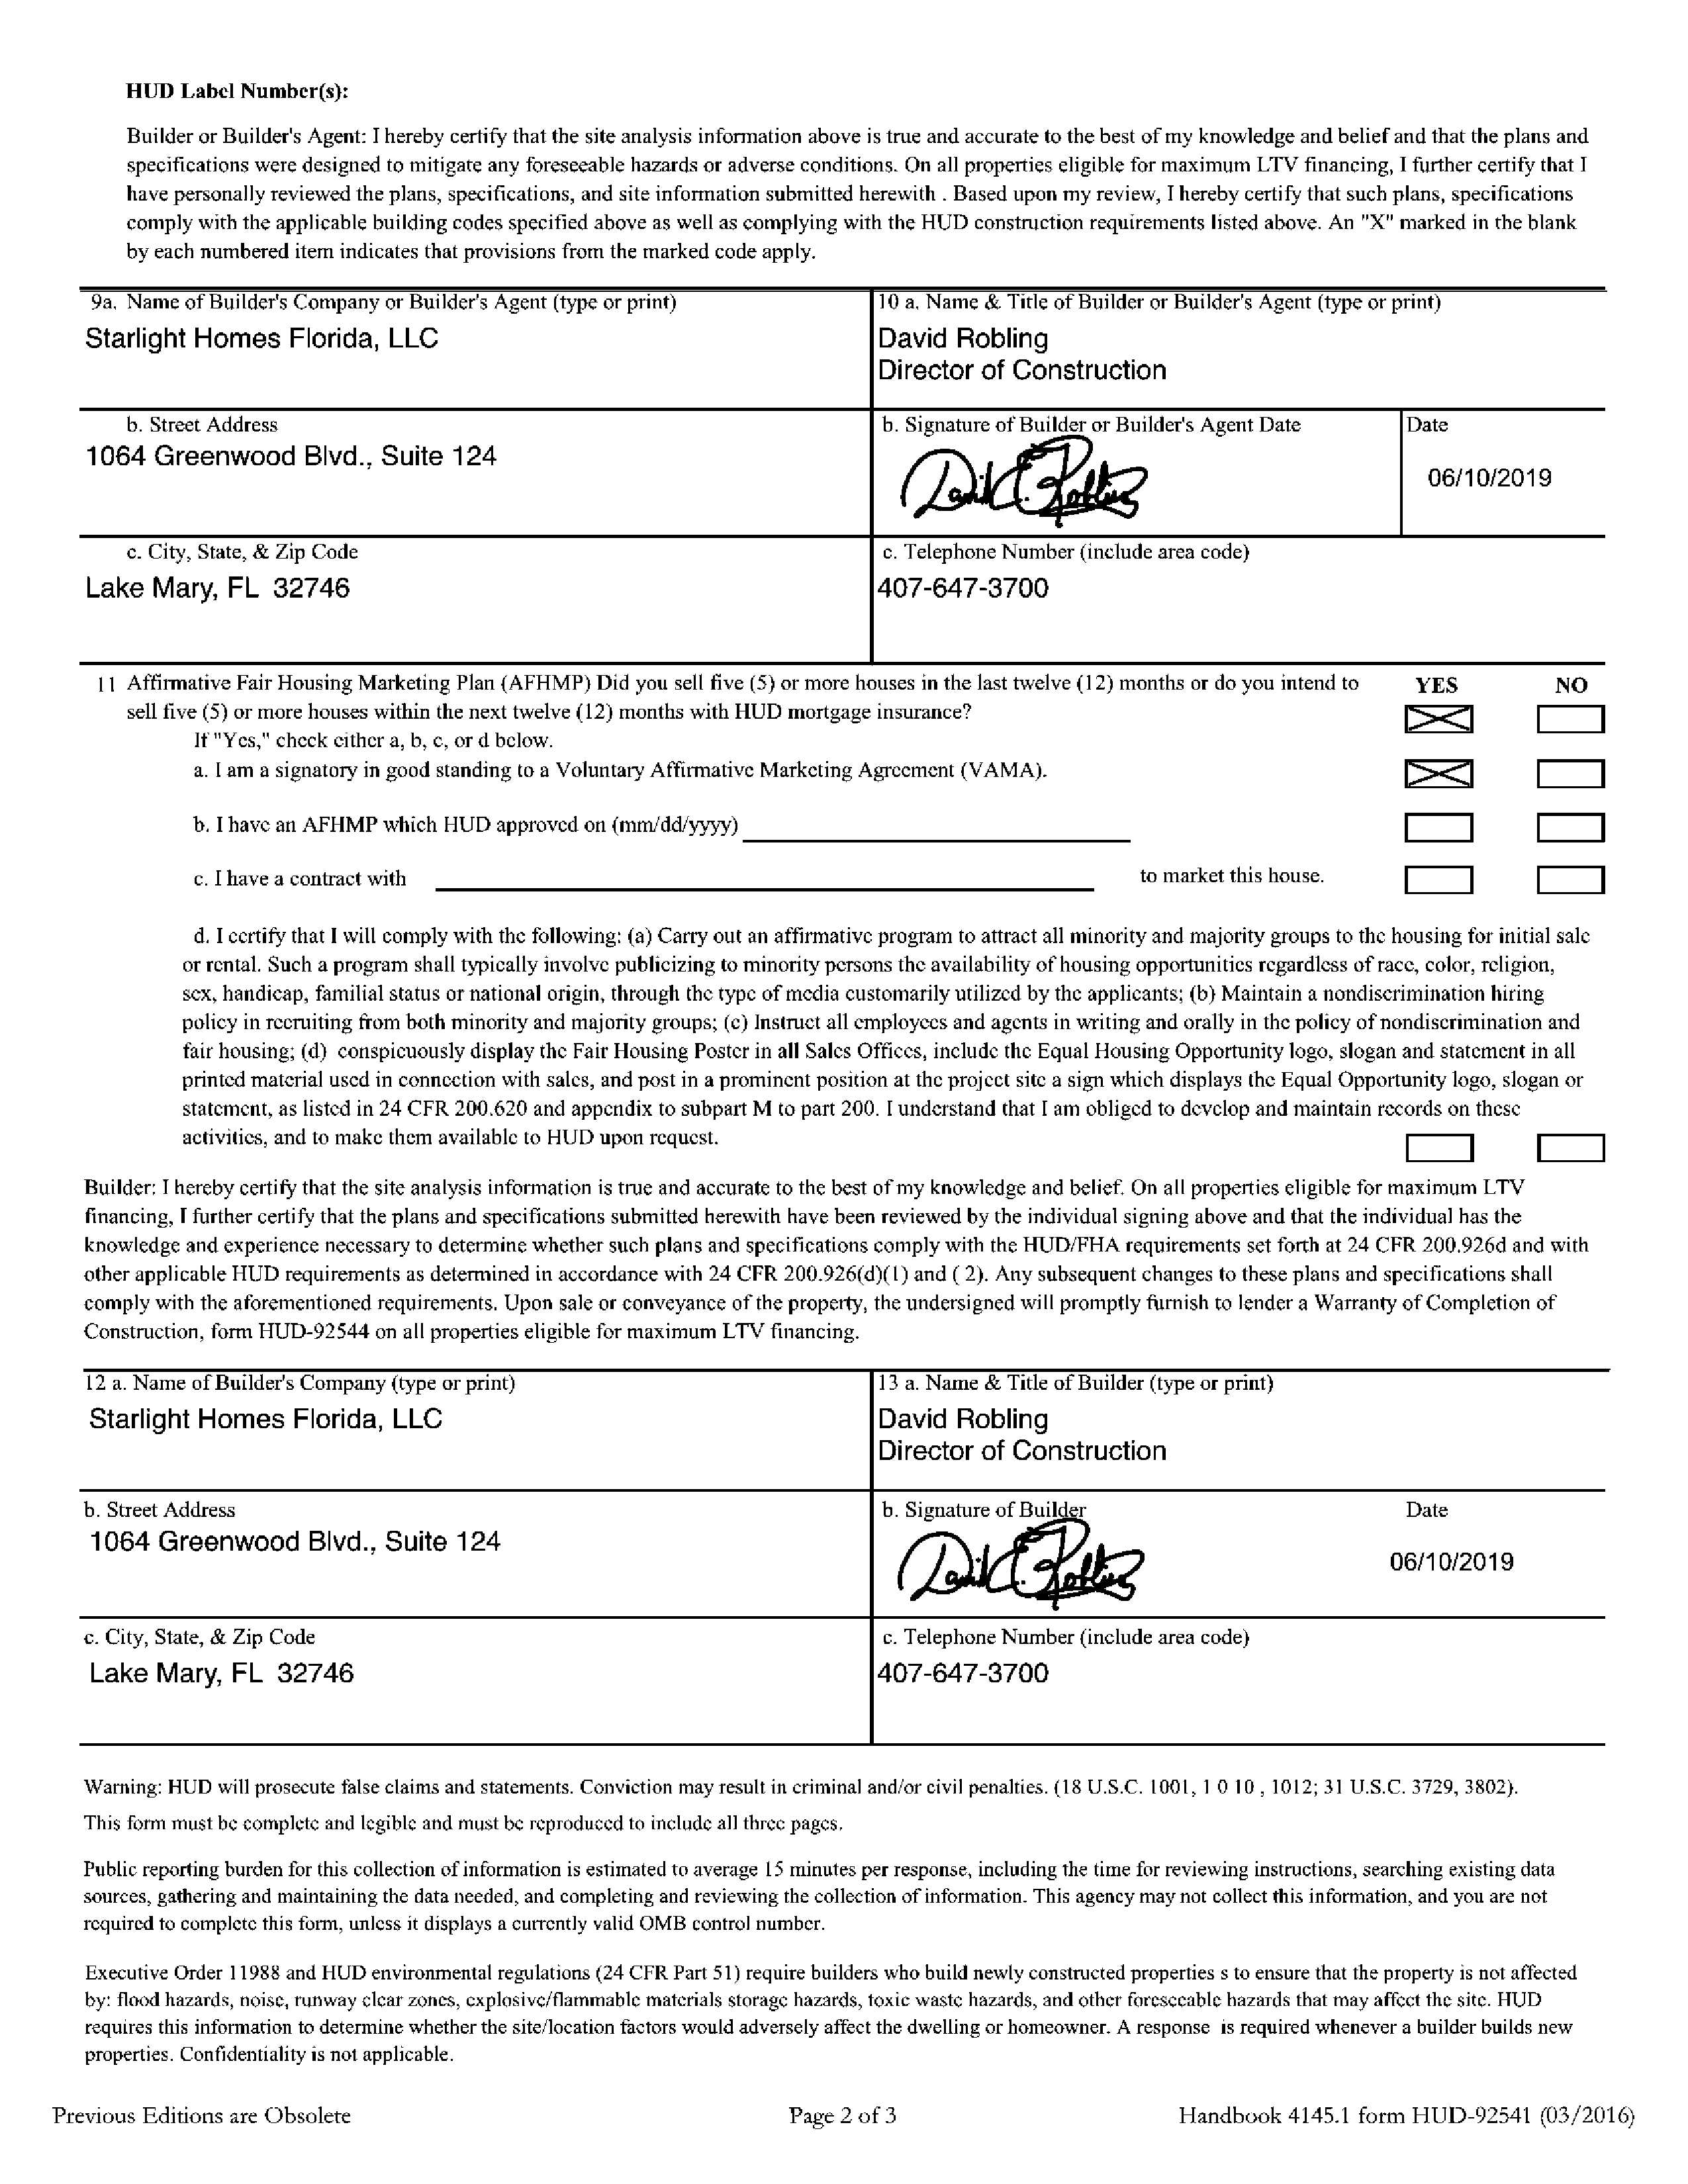 HUD Label Number(s):
Builder or Builder's Agent: I hereby certify that the site analysis information above is true and accurate to the best of my knowledge and belief and that the plans and
specifications were designed to mitigate any foreseeable hazards or adverse conditions. On all properties eligible for maximum LTV financing, I further certify that I
have personally reviewed the plans, specifications, and site information submitted herewith . Based upon my review, I hereby certify that such plans, specifications
comply with the applicable building codes specified above as well as complying with the HUD construction requirements listed above. An "X" marked in the blank
by each numbered item indicates that provisions from the marked code apply.
9a. Name of Builder's Company or Builder's Agent (type or print)
Starlight Homes Florida, LLC
10 a. Name & Title of Builder or Builder's Agent (type or print)
David Robling
Director of Construction
b. Street Address
1064 Greenwood Blvd., Suite 124
b. Signature of Builder or Builder's Agent Date
David E. Robling
Date
06/10/2019
c. City, State, & Zip Code
Lake Mary, FL 32746
c. Telephone Number (include area code)
407-647-3700
11 Affirmative Fair Housing Marketing Plan (AFHMP) Did you sell five (5) or more houses in the last twelve (12) months or do you intend to
sell five (5) or more houses within the next twelve (12) months with HUD mortgage insurance?
YES NO
If "Yes," check either a, b, c, or d below.
a. I am a signatory in good standing to a Voluntary Affirmative Marketing Agreement (VAMA).
b. I have an AFHMP which HUD approved on (mm/dd/yyyy)
c. I have a contract with to market this house.
d. I certify that I will comply with the following: (a) Carry out an affirmative program to attract all minority and majority groups to the housing for initial sale
or rental. Such a program shall typically involve publicizing to minority persons the availability of housing opportunities regardless of race, color, religion,
sex, handicap, familial status or national origin, through the type of media customarily utilized by the applicants; (b) Maintain a nondiscrimination hiring
policy in recruiting from both minority and majority groups; (c) Instruct all employees and agents in writing and orally in the policy of nondiscrimination and
fair housing; (d) conspicuously display the Fair Housing Poster in all Sales Offices, include the Equal Housing Opportunity logo, slogan and statement in all
printed material used in connection with sales, and post in a prominent position at the project site a sign which displays the Equal Opportunity logo, slogan or
statement, as listed in 24 CFR 200.620 and appendix to subpart M to part 200. I understand that I am obliged to develop and maintain records on these
activities, and to make them available to HUD upon request.
Builder: I hereby certify that the site analysis information is true and accurate to the best of my knowledge and belief. On all properties eligible for maximum LTV
financing, I further certify that the plans and specifications submitted herewith have been reviewed by the individual signing above and that the individual has the
knowledge and experience necessary to determine whether such plans and specifications comply with the HUD/FHA requirements set forth at 24 CFR 200.926d and with
other applicable HUD requirements as determined in accordance with 24 CFR 200.926(d)(1) and ( 2). Any subsequent changes to these plans and specifications shall
comply with the aforementioned requirements. Upon sale or conveyance of the property, the undersigned will promptly furnish to lender a Warranty of Completion of
Construction, form HUD-92544 on all properties eligible for maximum LTV financing.
12 a. Name of Builder's Company (type or print)
Starlight Homes Florida, LLC
13 a. Name & Title of Builder (type or print)
David Robling
Director of Construction
b. Street Address
1064 Greenwood Blvd., Suite 124
b. Signature of Builder
David E. Robling
Date
06/10/2019
c. City, State, & Zip Code
Lake Mary, FL 32746
c. Telephone Number (include area code)
407-647-3700
Warning: HUD will prosecute false claims and statements. Conviction may result in criminal and/or civil penalties. (18 U.S.C. 1001, 1 0 10 , 1012; 31 U.S.C. 3729, 3802).
This form must be complete and legible and must be reproduced to include all three pages.
Public reporting burden for this collection of information is estimated to average 15 minutes per response, including the time for reviewing instructions, searching existing data
sources, gathering and maintaining the data needed, and completing and reviewing the collection of information. This agency may not collect this information, and you are not
required to complete this form, unless it displays a currently valid OMB control number.
Executive Order 11988 and HUD environmental regulations (24 CFR Part 51) require builders who build newly constructed properties s to ensure that the property is not affected
by: flood hazards, noise, runway clear zones, explosive/flammable materials storage hazards, toxic waste hazards, and other foreseeable hazards that may affect the site. HUD
requires this information to determine whether the site/location factors would adversely affect the dwelling or homeowner. A response is required whenever a builder builds new
properties. Confidentiality is not applicable.
Previous Editions are Obsolete Page 2 of 3 Handbook 4145.1 form HUD-92541 (03/2016)